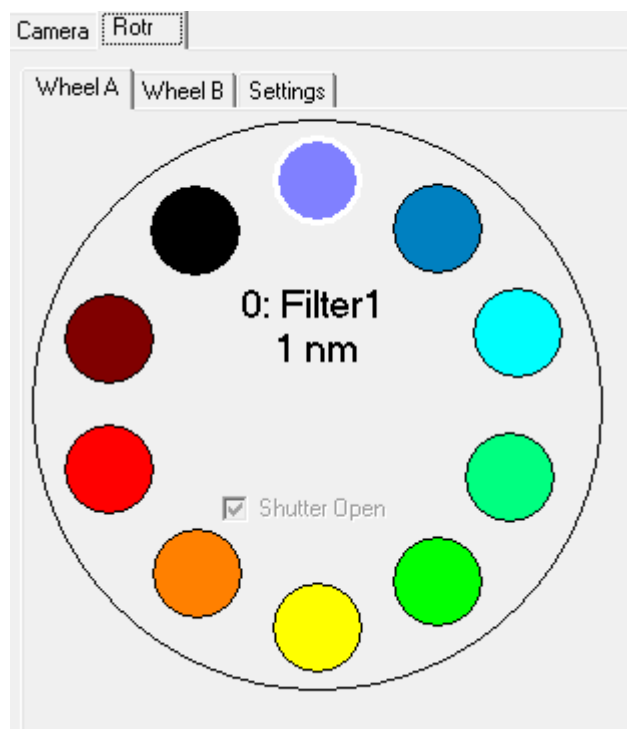 Camera Rotr
Wheel A Wheel B Settings
0: Filter1
1 nm
Shutter Open